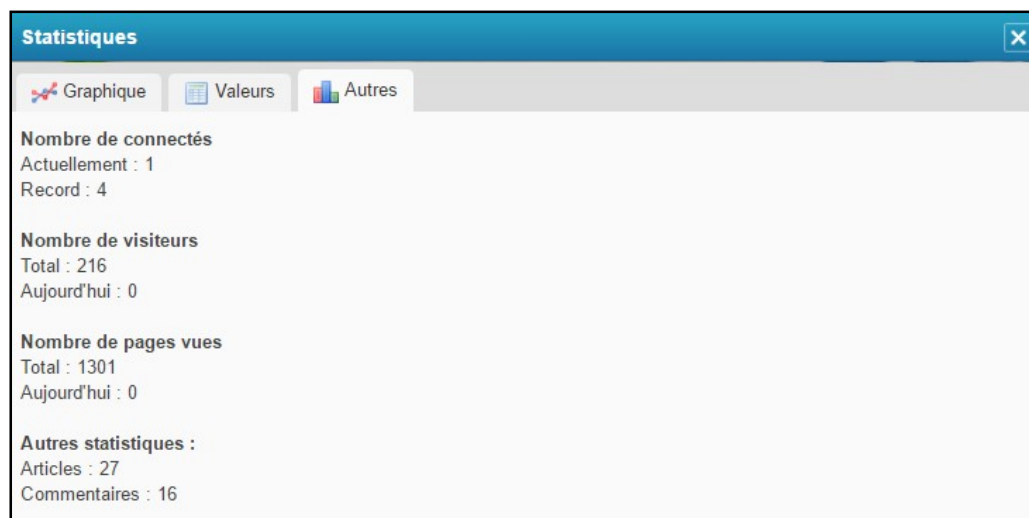 Statistiques
Graphique Valeurs Autres
Nombre de connectés
Actuellement : 1
Record : 4
Nombre de visiteurs
Total : 216
Aujourd'hui : 0
Nombre de pages vues
Total : 1301
Aujourd'hui : 0
Autres statistiques :
Articles : 27
Commentaires : 16